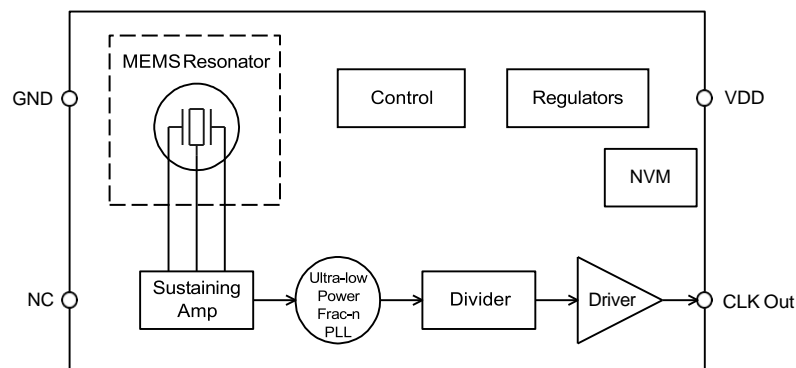 MEMS Resonator
GND
Control
Regulators
VDD
NVM
NC
Sustaining
Amp
Ultra-low
Power
Frac-n
PLL
Divider
Driver
CLK Out